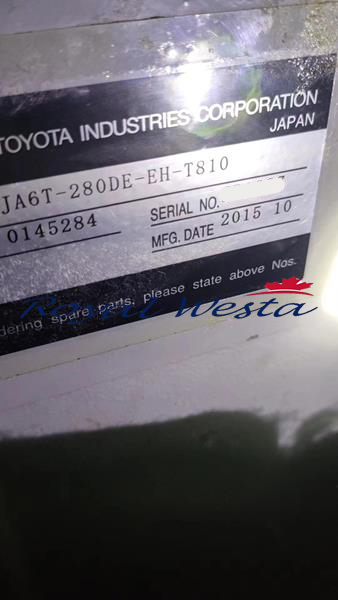 TOYOTA INDUSTRIES CORPORATION
JAPAN
JA6T-280DE-EH-T810
0145284
SERIAL NO.
MFG. DATE 2015 10
dering spare parts, please state above Nos.
Royal Westa